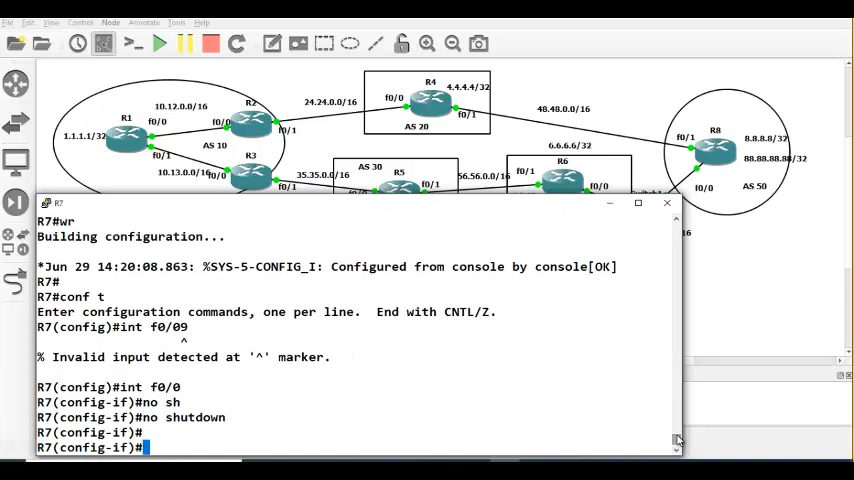 File Edit View Control Node Annotate Tools Help
R4
4.4.4.4/32
24.24.0.0/16
f0/0
f0/1
AS 20
10.12.0.0/16
R2
R1
f0/0
f0/0
f0/1
1.1.1.1/32
f0/1
AS 10
R3
10.13.0.0/16
f0/0
f0/1
48.48.0.0/16
R8
f0/1
8.8.8.8/32
88.88.88.88/32
f0/0
AS 50
6.6.6.6/32
R6
f0/1
f0/0
AS 30
R5
35.35.0.0/16
f0/1
56.56.0.0/16
16
R7
R7#wr
Building configuration...
*Jun 29 14:20:08.863: %SYS-5-CONFIG_I: Configured from console by console[OK]
R7#
R7#conf t
Enter configuration commands, one per line.  End with CNTL/Z.
R7(config)#int f0/09
^
% Invalid input detected at '^' marker.
R7(config)#int f0/0
R7(config-if)#no sh
R7(config-if)#no shutdown
R7(config-if)#
R7(config-if)#